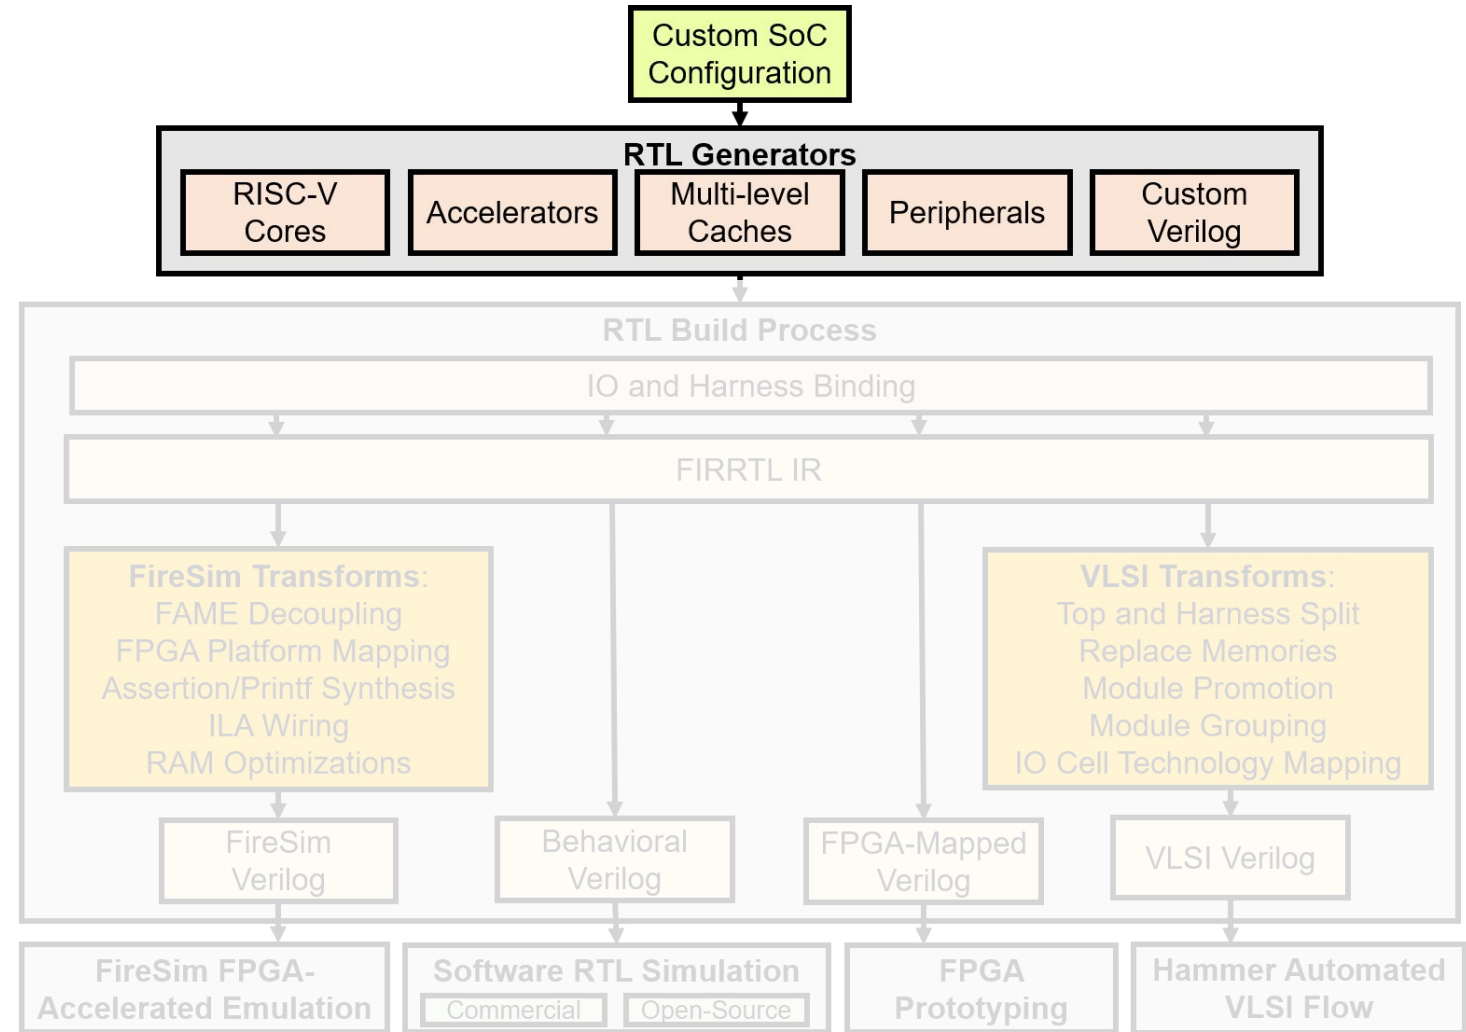 Custom SoC
Configuration
RTL Generators
RISC-V
Cores
Accelerators
Multi-level
Caches
Peripherals
Custom
Verilog
RTL Build Process
IO and Harness Binding
FIRRTL IR
FireSim Transforms:
FAME Decoupling
FPGA Platform Mapping
Assertion/Printf Synthesis
ILA Wiring
RAM Optimizations
VLSI Transforms:
Top and Harness Split
Replace Memories
Module Promotion
Module Grouping
IO Cell Technology Mapping
FireSim
Verilog
Behavioral
Verilog
FPGA-Mapped
Verilog
VLSI Verilog
FireSim FPGA-
Accelerated Emulation
Software RTL Simulation
Commercial
Open-Source
FPGA
Prototyping
Hammer Automated
VLSI Flow